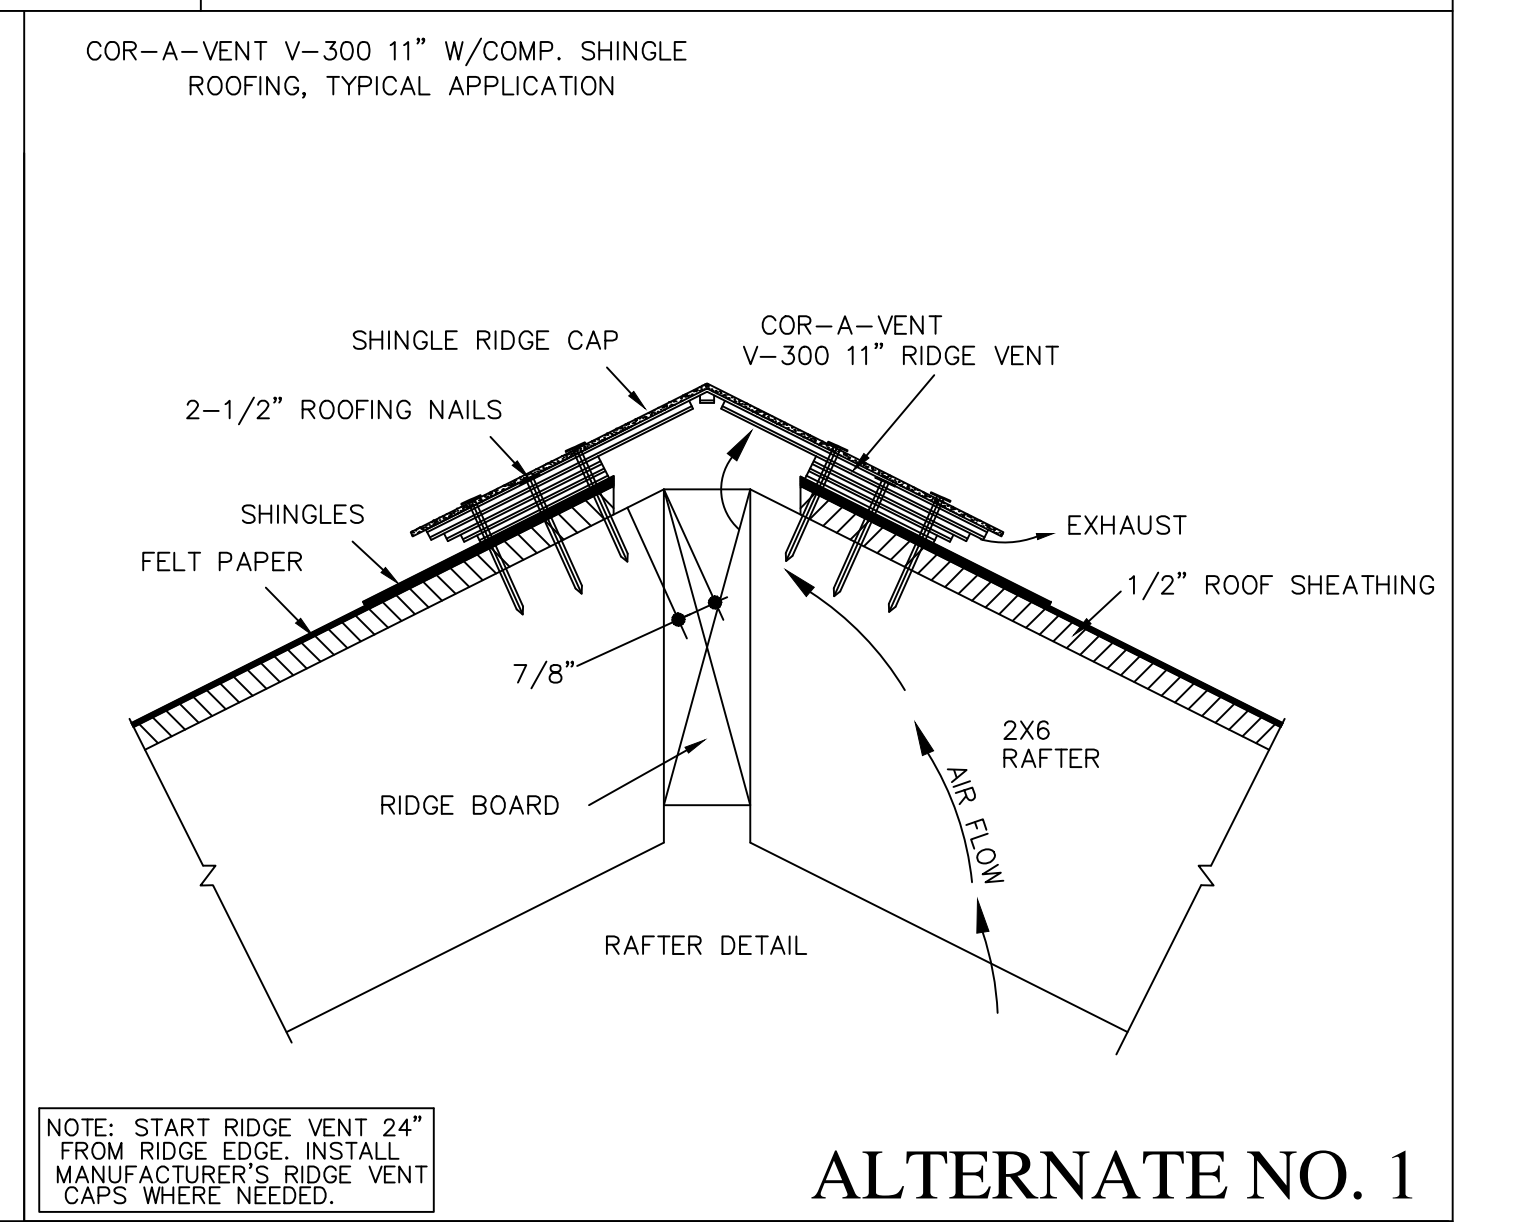 COR-A-VENT V-300 11" W/COMP. SHINGLE
ROOFING, TYPICAL APPLICATION
COR-A-VENT
V-300 11" RIDGE VENT
SHINGLE RIDGE CAP
2-1/2" ROOFING NAILS
SHINGLES
EXHAUST
FELT PAPER
1/2" ROOF SHEATHING
7/8"
2X6
RAFTER
AIR FLOW
RIDGE BOARD
RAFTER DETAIL
NOTE: START RIDGE VENT 24"
FROM RIDGE EDGE. INSTALL
MANUFACTURER'S RIDGE VENT
CAPS WHERE NEEDED.
ALTERNATE NO. 1